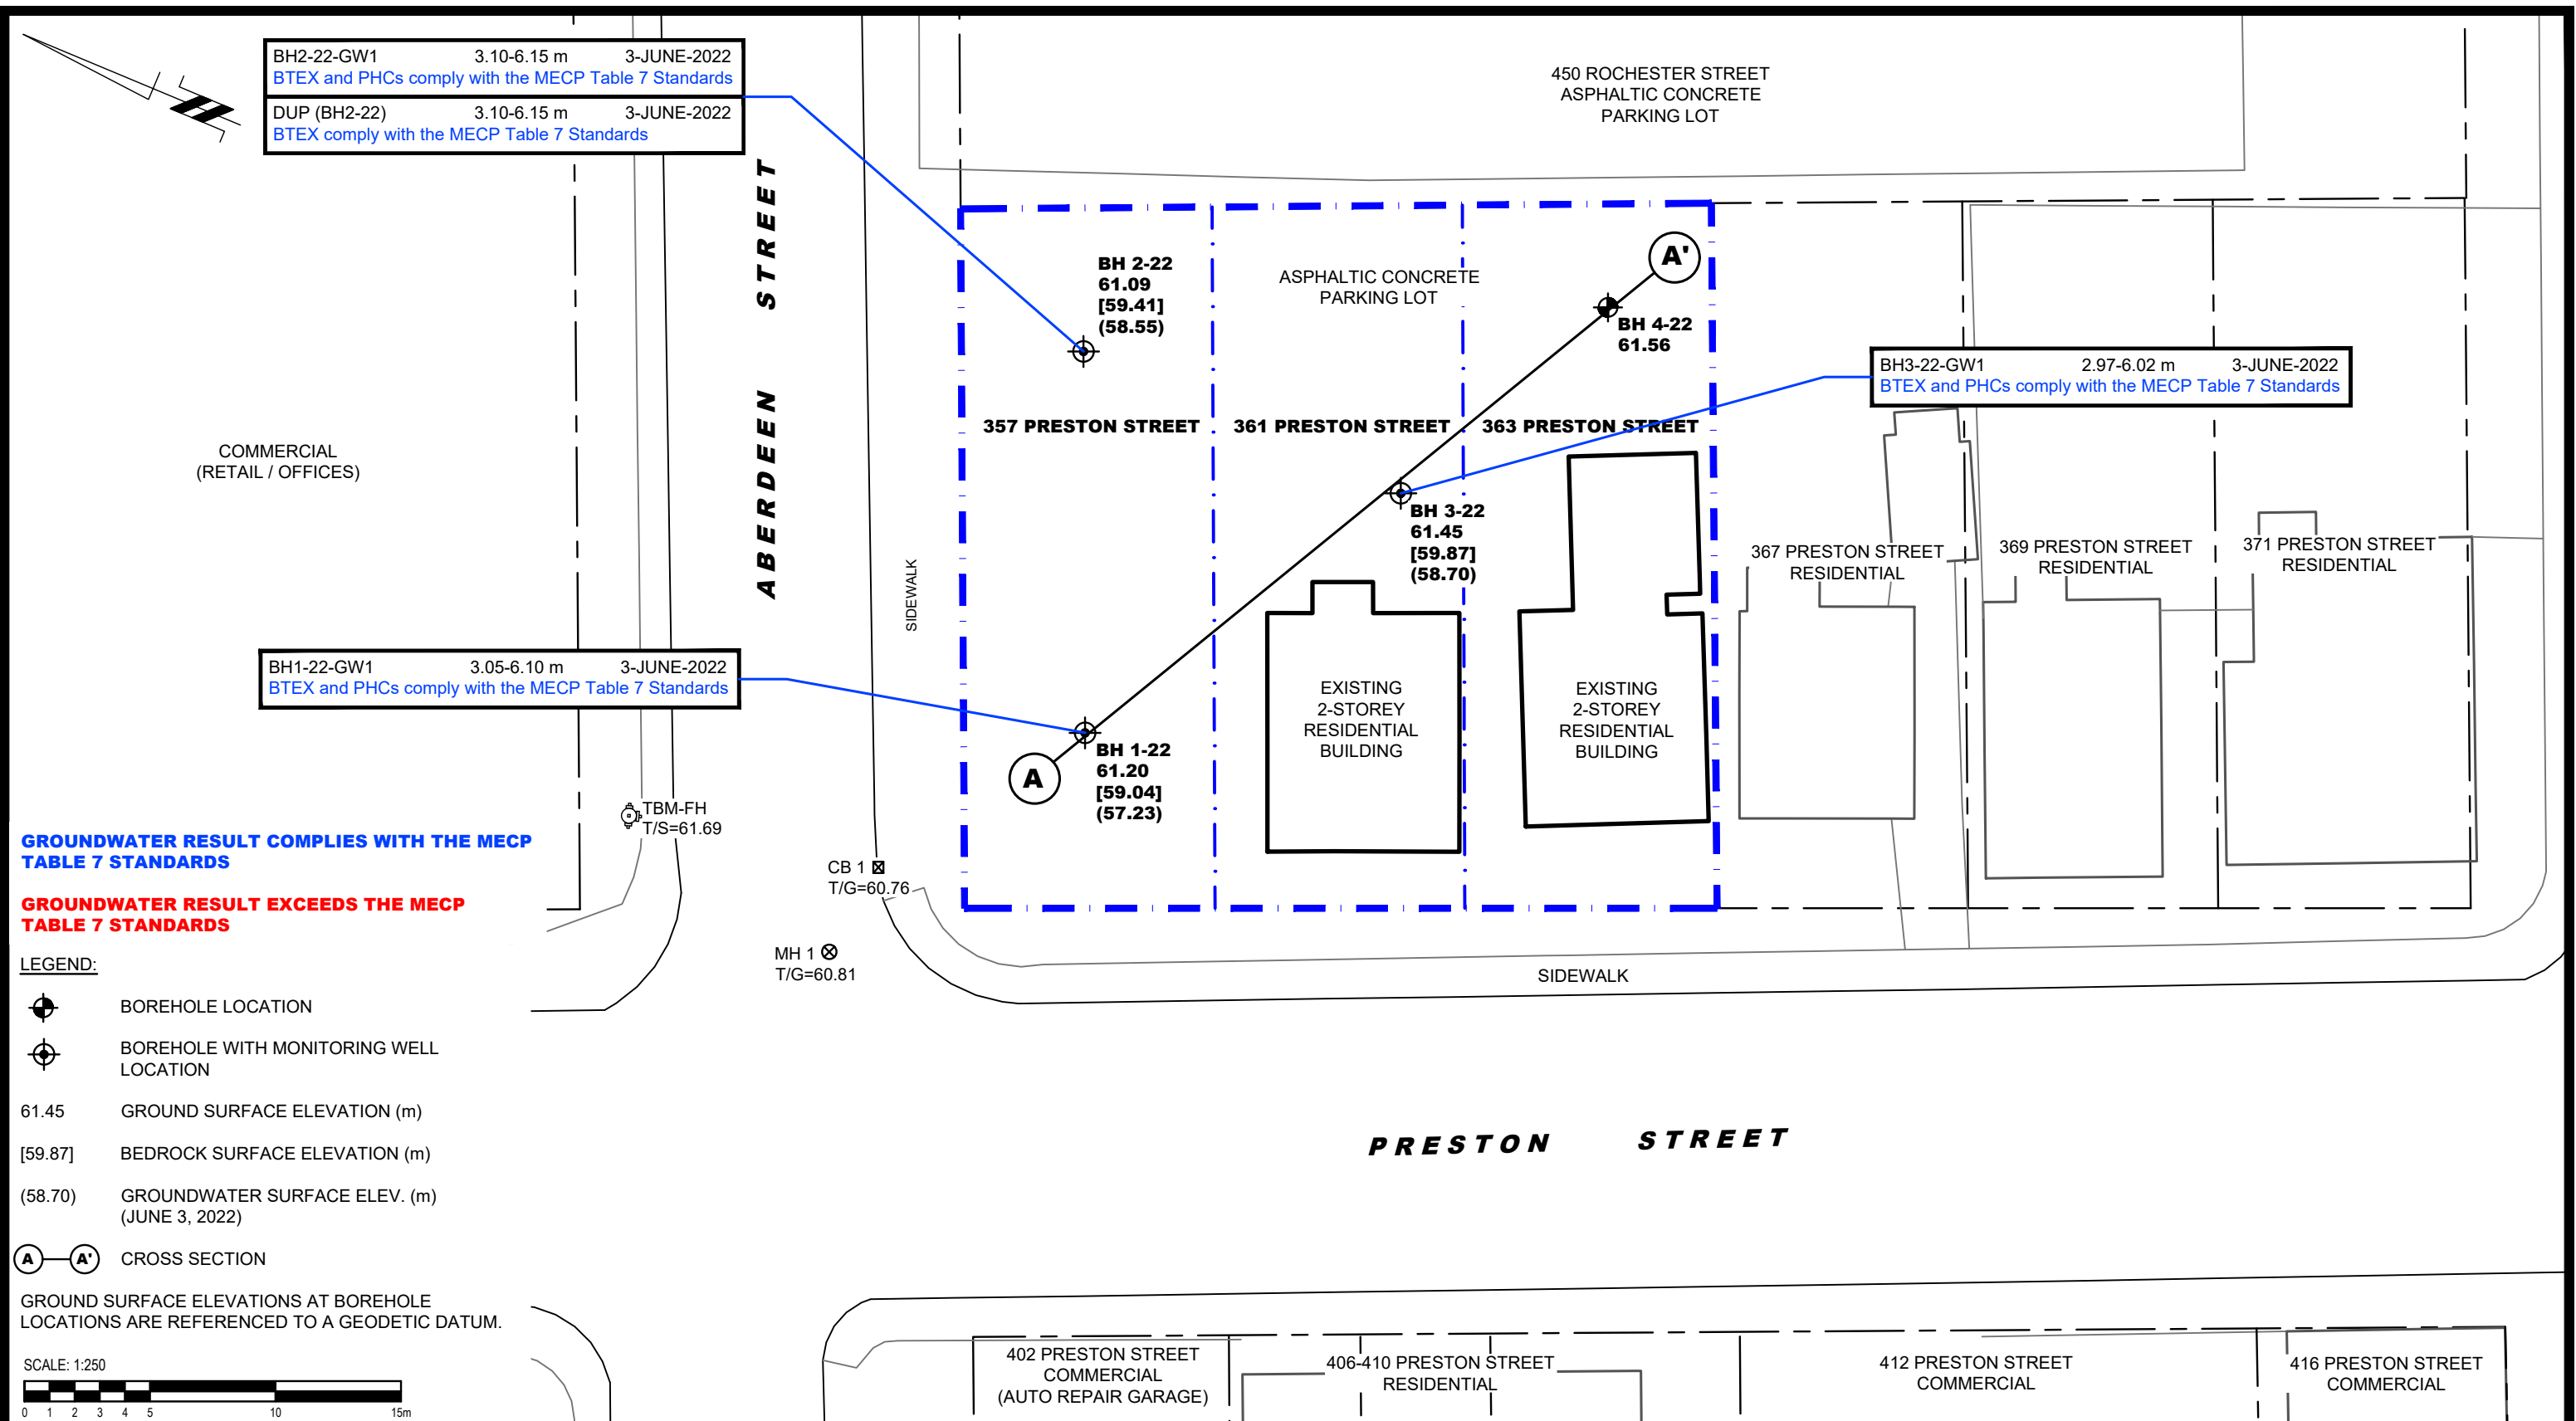 BH2-22-GW1 3.10-6.15 m 3-JUNE-2022
BTEX and PHCs comply with the MECP Table 7 Standards
DUP (BH2-22) 3.10-6.15 m 3-JUNE-2022
BTEX comply with the MECP Table 7 Standards
450 ROCHESTER STREET
ASPHALTIC CONCRETE
PARKING LOT
ABERDEEN STREET
BH 2-22
61.09
[59.41]
(58.55)
ASPHALTIC CONCRETE
PARKING LOT
A'
BH 4-22
61.56
BH3-22-GW1 2.97-6.02 m 3-JUNE-2022
BTEX and PHCs comply with the MECP Table 7 Standards
357 PRESTON STREET
361 PRESTON STREET
363 PRESTON STREET
COMMERCIAL
(RETAIL / OFFICES)
BH 3-22
61.45
[59.87]
(58.70)
SIDEWALK
367 PRESTON STREET
RESIDENTIAL
369 PRESTON STREET
RESIDENTIAL
371 PRESTON STREET
RESIDENTIAL
BH1-22-GW1 3.05-6.10 m 3-JUNE-2022
BTEX and PHCs comply with the MECP Table 7 Standards
EXISTING
2-STOREY
RESIDENTIAL
BUILDING
EXISTING
2-STOREY
RESIDENTIAL
BUILDING
A
BH 1-22
61.20
[59.04]
(57.23)
TBM-FH
T/S=61.69
CB 1
T/G=60.76
MH 1
T/G=60.81
SIDEWALK
GROUNDWATER RESULT COMPLIES WITH THE MECP
TABLE 7 STANDARDS
GROUNDWATER RESULT EXCEEDS THE MECP
TABLE 7 STANDARDS
LEGEND:
BOREHOLE LOCATION
BOREHOLE WITH MONITORING WELL
LOCATION
61.45 GROUND SURFACE ELEVATION (m)
[59.87] BEDROCK SURFACE ELEVATION (m)
(58.70) GROUNDWATER SURFACE ELEV. (m)
(JUNE 3, 2022)
A A' CROSS SECTION
GROUND SURFACE ELEVATIONS AT BOREHOLE
LOCATIONS ARE REFERENCED TO A GEODETIC DATUM.
SCALE: 1:250
0 1 2 3 4 5 10 15m
PRESTON STREET
402 PRESTON STREET
COMMERCIAL
(AUTO REPAIR GARAGE)
406-410 PRESTON STREET
RESIDENTIAL
412 PRESTON STREET
COMMERCIAL
416 PRESTON STREET
COMMERCIAL